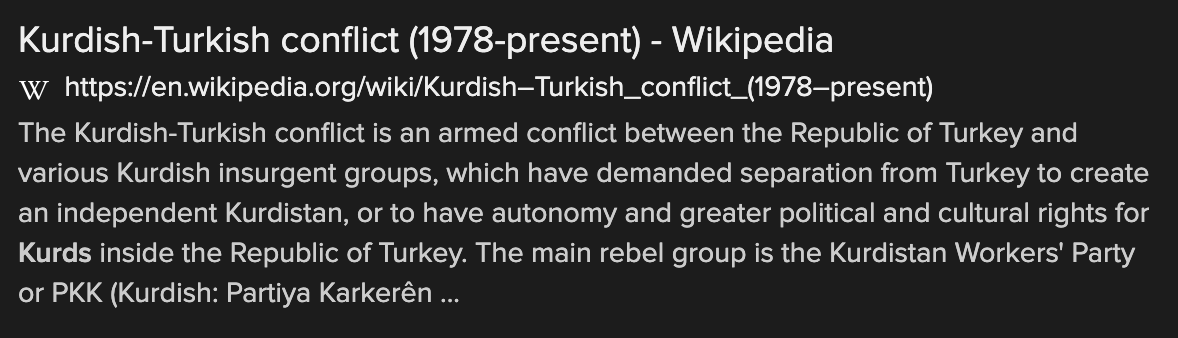 Kurdish-Turkish conflict (1978-present) - Wikipedia
W https://en.wikipedia.org/wiki/Kurdish–Turkish_conflict_(1978–present)
The Kurdish-Turkish conflict is an armed conflict between the Republic of Turkey and
various Kurdish insurgent groups, which have demanded separation from Turkey to create
an independent Kurdistan, or to have autonomy and greater political and cultural rights for
Kurds inside the Republic of Turkey. The main rebel group is the Kurdistan Workers' Party
or PKK (Kurdish: Partiya Karkerên ...